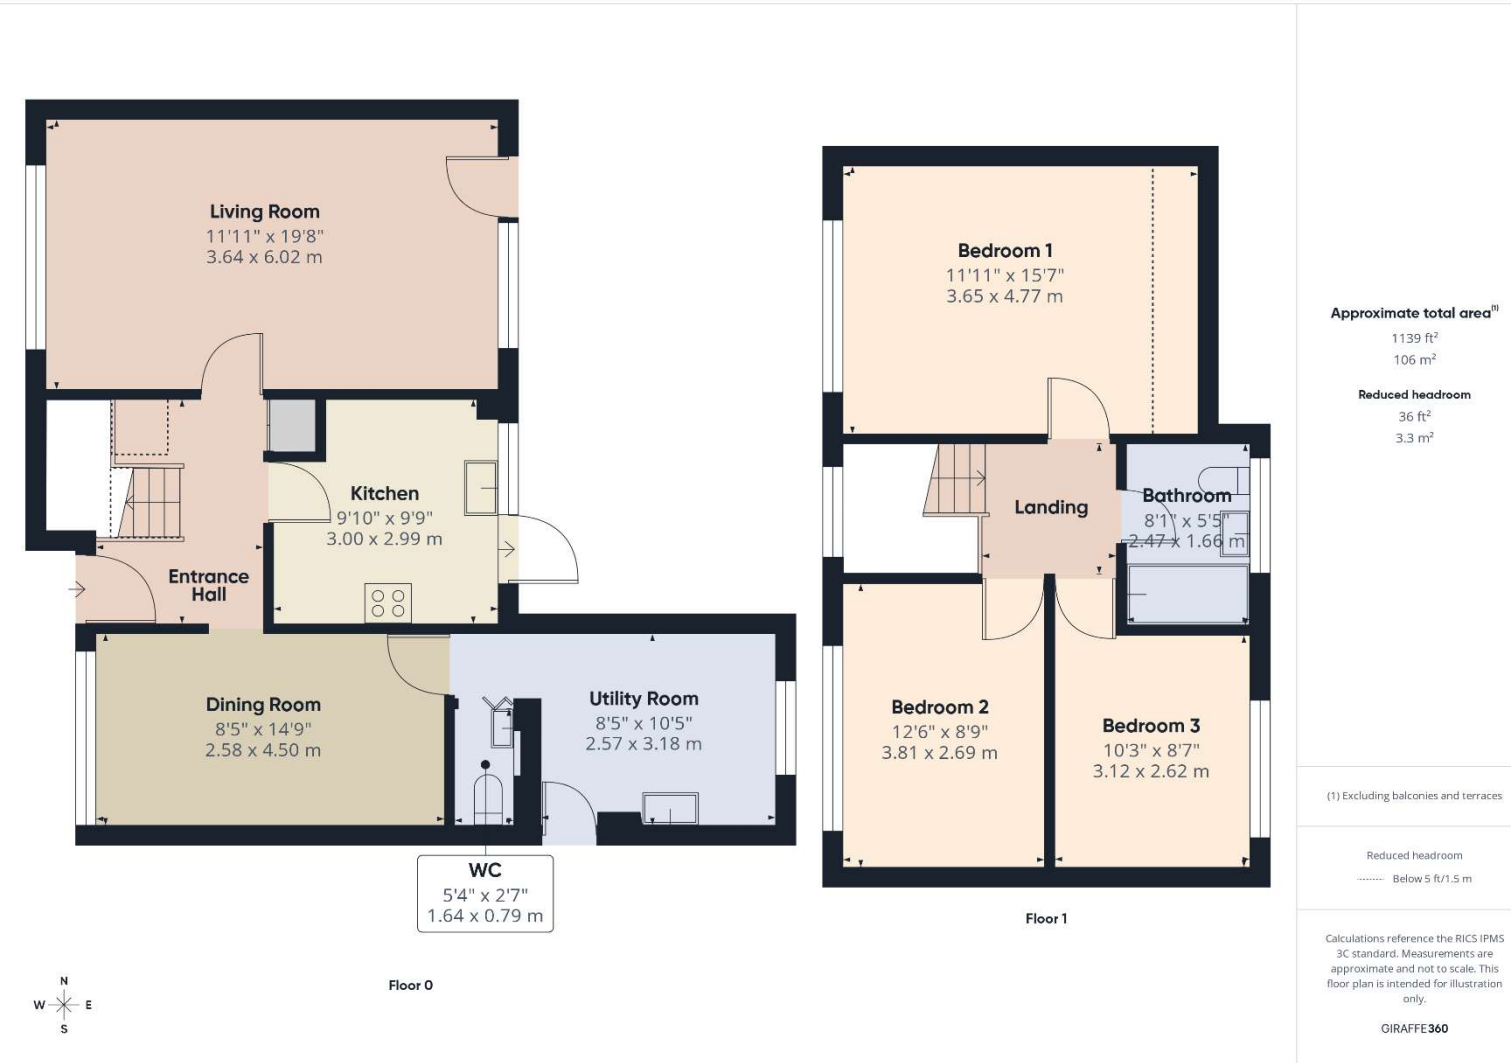 Living Room
11'11" x 19'8"
3.64 x 6.02 m
Kitchen
9'10" x 9'9"
3.00 x 2.99 m
Entrance
Hall
Dining Room
8'5" x 14'9"
2.58 x 4.50 m
Utility Room
8'5" x 10'5"
2.57 x 3.18 m
WC
5'4" x 2'7"
1.64 x 0.79 m
Floor 0
N
W E
S
Bedroom 1
11'11" x 15'7"
3.65 x 4.77 m
Landing
Bathroom
8'1" x 5'5"
2.47 x 1.66 m
Bedroom 2
12'6" x 8'9"
3.81 x 2.69 m
Bedroom 3
10'3" x 8'7"
3.12 x 2.62 m
Floor 1
Approximate total area(1)
1139 ft²
106 m²
Reduced headroom
36 ft²
3.3 m²
(1) Excluding balconies and terraces
Reduced headroom
Below 5 ft/1.5 m
Calculations reference the RICS IPMS
3C standard. Measurements are
approximate and not to scale. This
floor plan is intended for illustration
only.
GIRAFFE360